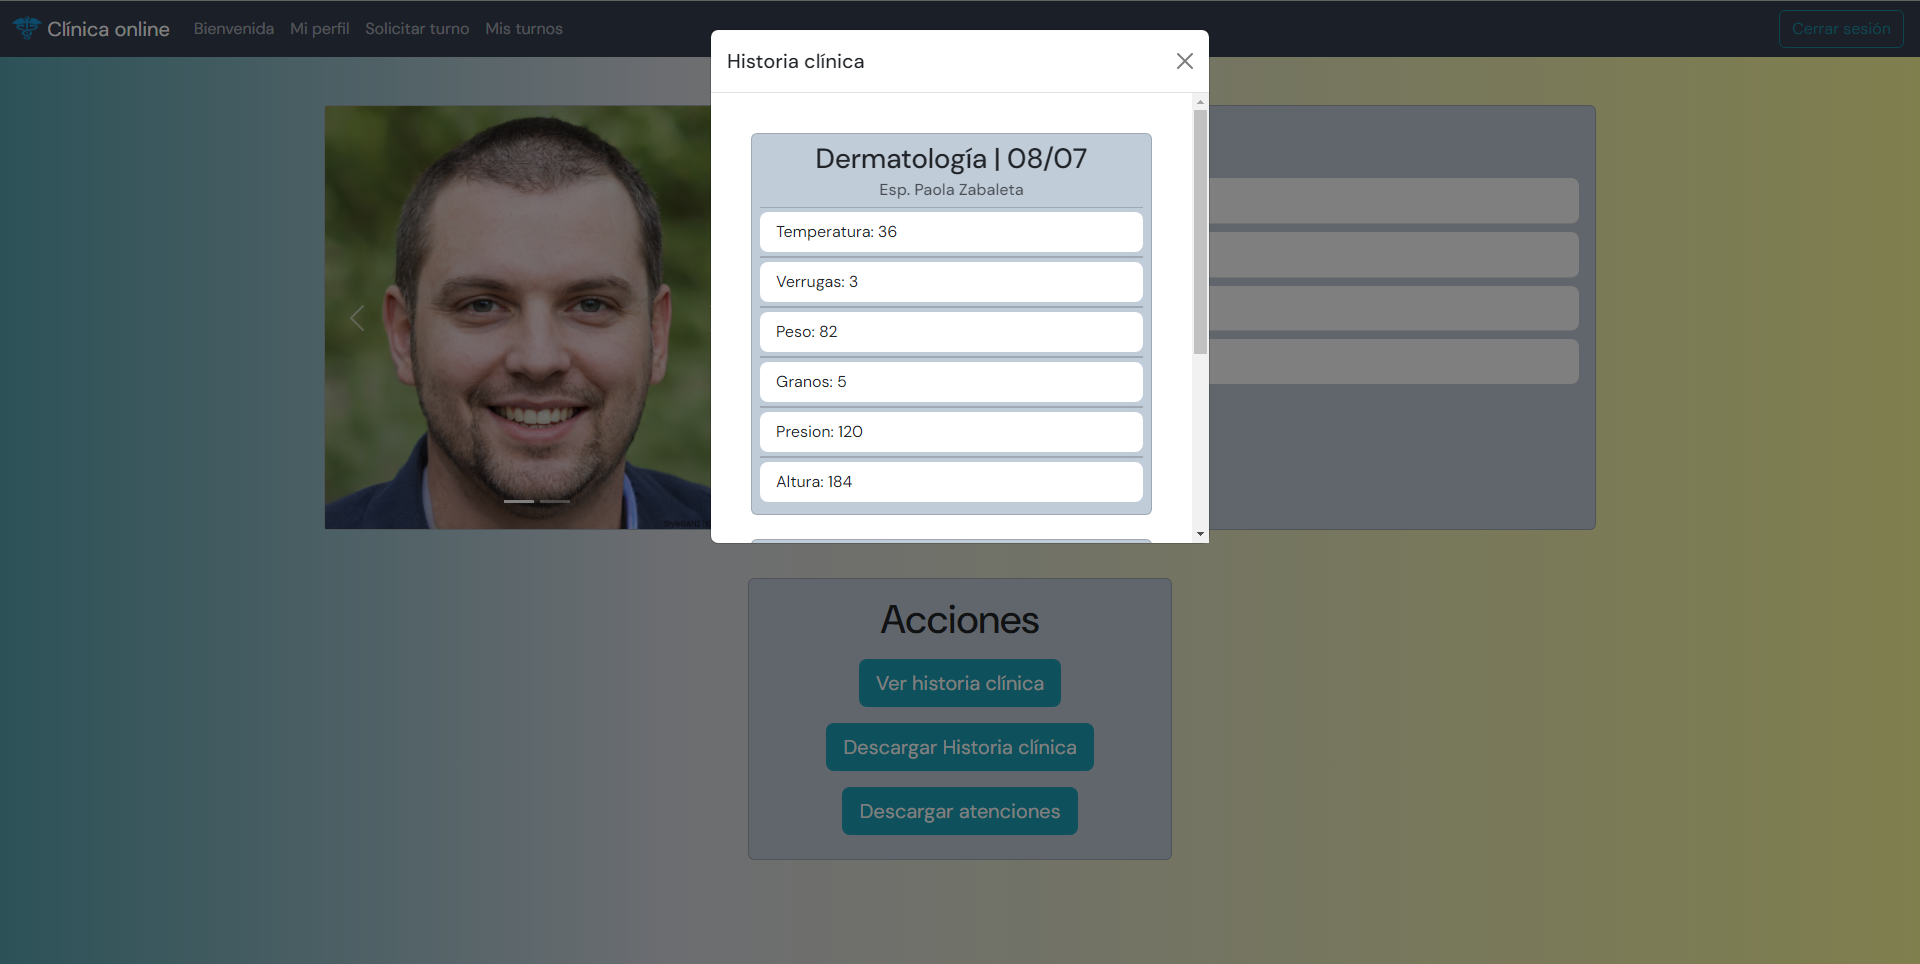 Clínica online
Bienvenida
Mi perfil
Solicitar turno
Mis turnos
Cerrar sesión
Historia clínica
Dermatología | 08/07
Esp. Paola Zabaleta
Temperatura: 36
Verrugas: 3
Peso: 82
Granos: 5
Presion: 120
Altura: 184
Acciones
Ver historia clínica
Descargar Historia clínica
Descargar atenciones